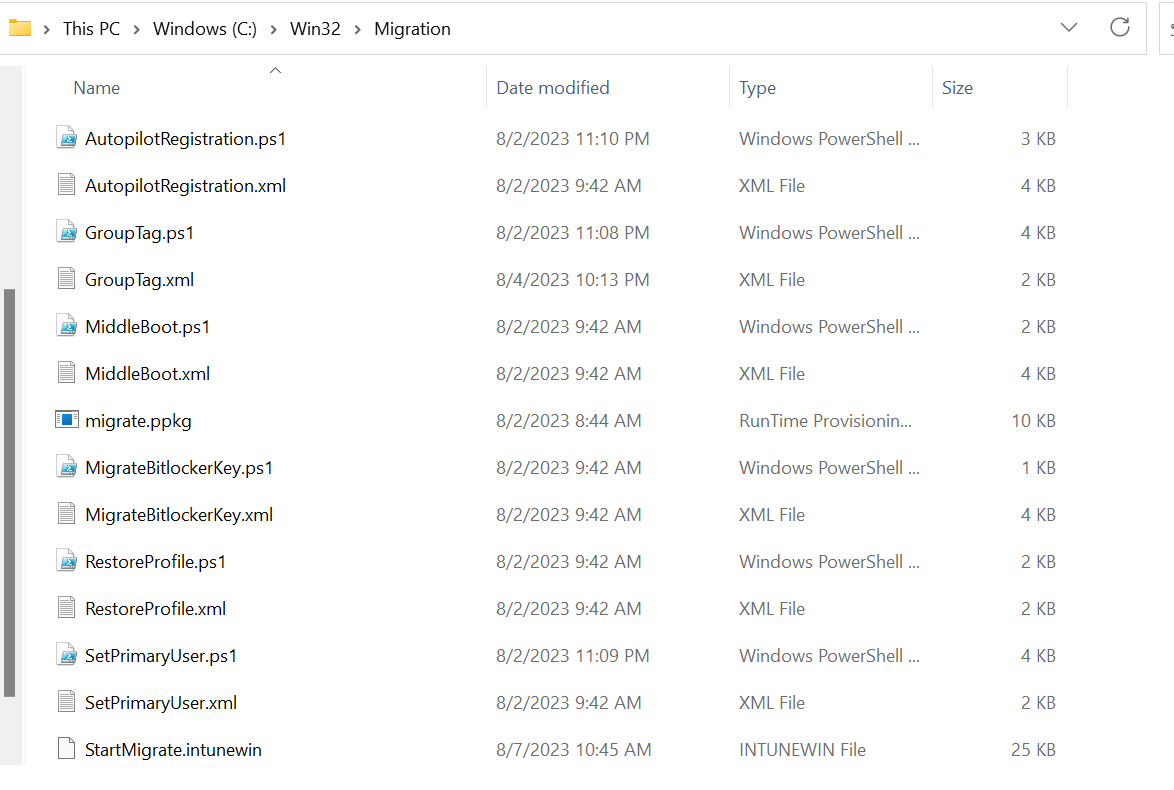 This PC > Windows (C:) > Win32 > Migration
Name Date modified Type Size
AutopilotRegistration.ps1 8/2/2023 11:10 PM Windows PowerShell ... 3 KB
AutopilotRegistration.xml 8/2/2023 9:42 AM XML File 4 KB
GroupTag.ps1 8/2/2023 11:08 PM Windows PowerShell ... 4 KB
GroupTag.xml 8/4/2023 10:13 PM XML File 2 KB
MiddleBoot.ps1 8/2/2023 9:42 AM Windows PowerShell ... 2 KB
MiddleBoot.xml 8/2/2023 9:42 AM XML File 4 KB
migrate.ppkg 8/2/2023 8:44 AM RunTime Provisionin... 10 KB
MigrateBitlockerKey.ps1 8/2/2023 9:42 AM Windows PowerShell ... 1 KB
MigrateBitlockerKey.xml 8/2/2023 9:42 AM XML File 4 KB
RestoreProfile.ps1 8/2/2023 9:42 AM Windows PowerShell ... 2 KB
RestoreProfile.xml 8/2/2023 9:42 AM XML File 2 KB
SetPrimaryUser.ps1 8/2/2023 11:09 PM Windows PowerShell ... 4 KB
SetPrimaryUser.xml 8/2/2023 9:42 AM XML File 2 KB
StartMigrate.intunewin 8/7/2023 10:45 AM INTUNEWIN File 25 KB